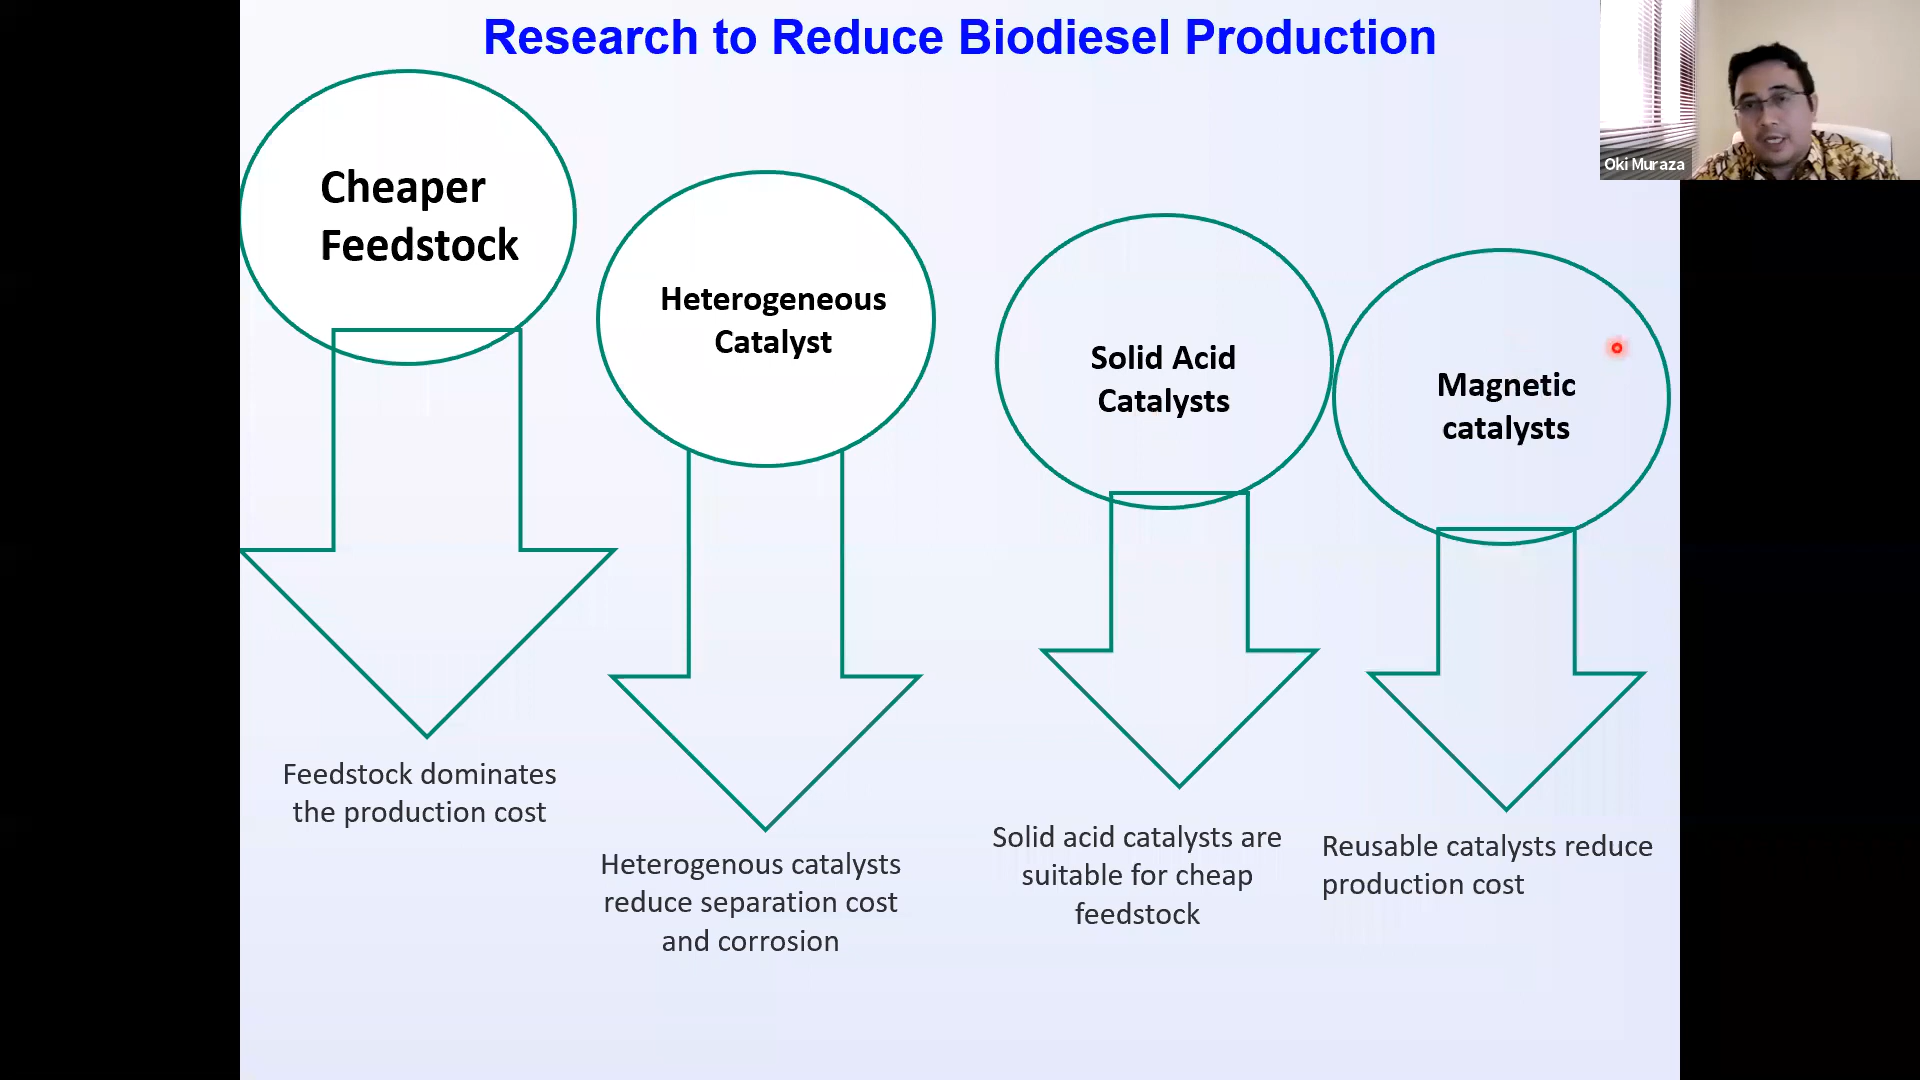 Research to Reduce Biodiesel Production
Oki Muraza
Cheaper
Feedstock
Heterogeneous
Catalyst
Solid Acid
Catalysts
Magnetic
catalysts
Feedstock dominates
the production cost
Heterogenous catalysts
reduce separation cost
and corrosion
Solid acid catalysts are
suitable for cheap
feedstock
Reusable catalysts reduce
production cost